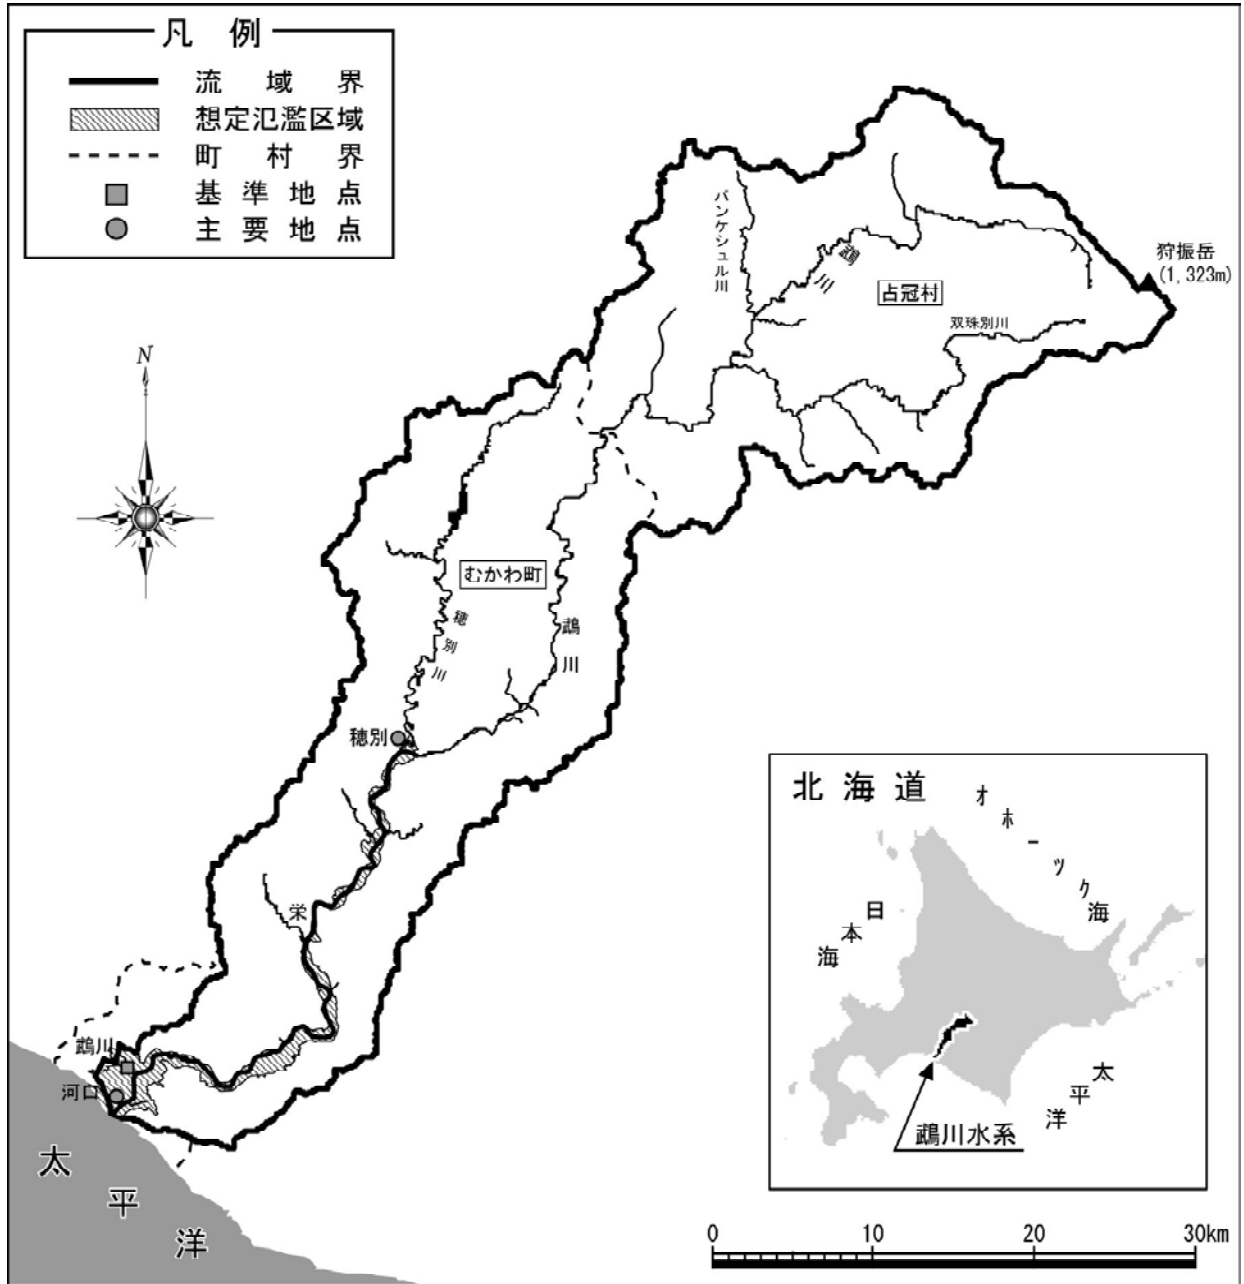 凡例
流域界
想定氾濫区域
町村界
基準地点
主要地点
N
パンケシュル川
鵡川
占冠村
狩振岳
(1,323m)
双珠別川
むかわ町
穂別川
鵡川
穂別
栄
鵡川
河口
太平洋
北海道
オホーツク海
日本海
太平洋
鵡川水系
0 10 20 30km